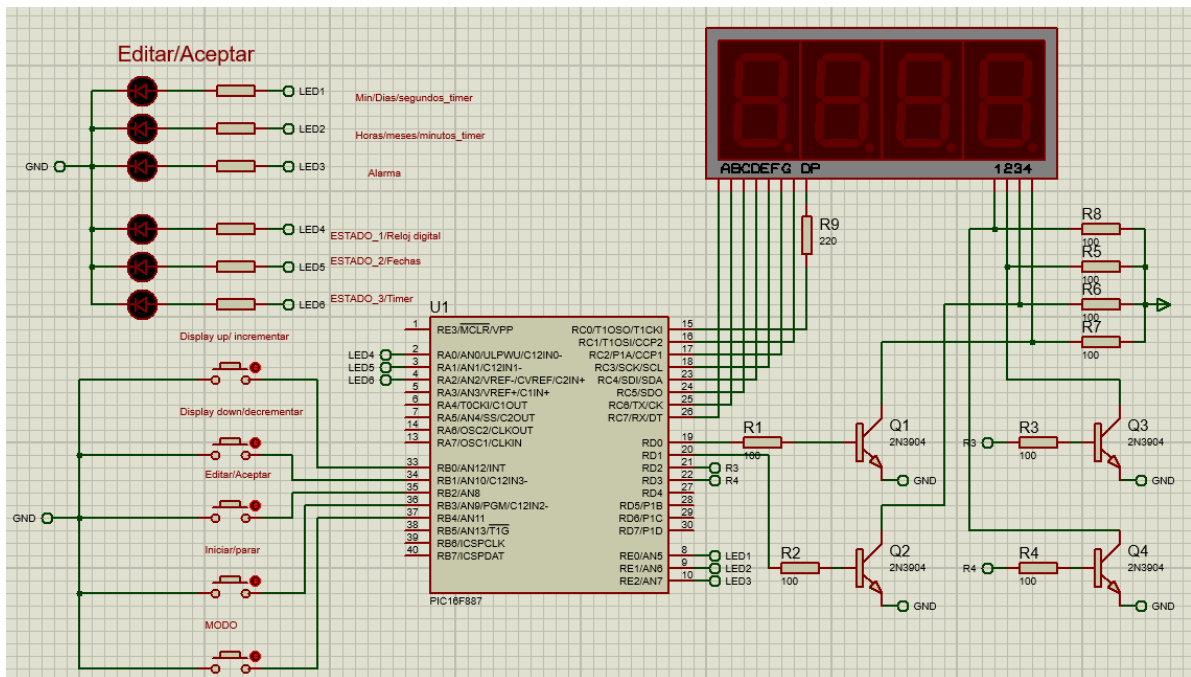 Editar/Aceptar
LED1
Min/Dias/segundos_timer
LED2
Horas/meses/minutos_timer
GND
LED3
Alarma
LED4
ESTADO_1/Reloj digital
LED5
ESTADO_2/Fechas
LED6
ESTADO_3/Timer
ABCDEFG DP
1234
R9
220
R8
100
R5
100
R6
100
R7
100
Display up/ incrementar
Display down/decrementar
Editar/Aceptar
GND
Iniciar/parar
MODO
U1
1 RE3/MCLR/VPP
LED4 2 RA0/AN0/ULPWU/C12IN0-
LED5 3 RA1/AN1/C12IN1-
LED6 4 RA2/AN2/VREF-/CVREF/C2IN+
5 RA3/AN3/VREF+/C1IN+
6 RA4/T0CKI/C1OUT
7 RA5/AN4/SS/C2OUT
14 RA6/OSC2/CLKOUT
13 RA7/OSC1/CLKIN
33 RB0/AN12/INT
34 RB1/AN10/C12IN3-
35 RB2/AN8
36 RB3/AN9/PGM/C12IN2-
37 RB4/AN11
38 RB5/AN13/T1G
39 RB6/ICSPCLK
40 RB7/ICSPDAT
RC0/T1OSO/T1CKI 15
RC1/T1OSI/CCP2 16
RC2/P1A/CCP1 17
RC3/SCK/SCL 18
RC4/SDI/SDA 23
RC5/SDO 24
RC6/TX/CK 25
RC7/RX/DT 26
RD0 19
RD1 20
RD2 21 R3
RD3 22 R4
RD4 27
RD5/P1B 28
RD6/P1C 29
RD7/P1D 30
RE0/AN5 8 LED1
RE1/AN6 9 LED2
RE2/AN7 10 LED3
PIC16F887
R1
100
Q1
2N3904
GND
R3
R3
100
Q3
2N3904
GND
R2
100
Q2
2N3904
GND
R4
R4
100
Q4
2N3904
GND